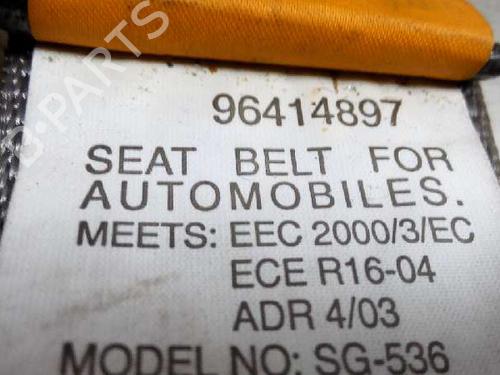 96414897
SEAT BELT FOR
AUTOMOBILES.
MEETS: EEC 2000/3/EC
ECE R16-04
ADR 4/03
MODEL NO: SG-536
B-PARTS